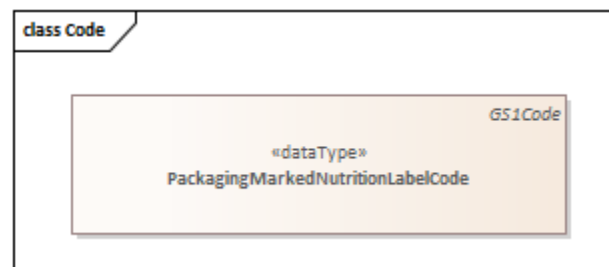 class Code
GS1Code
«dataType»
PackagingMarkedNutritionLabelCode